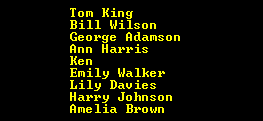 Tom King
Bill Wilson
George Adamson
Ann Harris
Ken
Emily Walker
Lily Davies
Harry Johnson
Amelia Brown